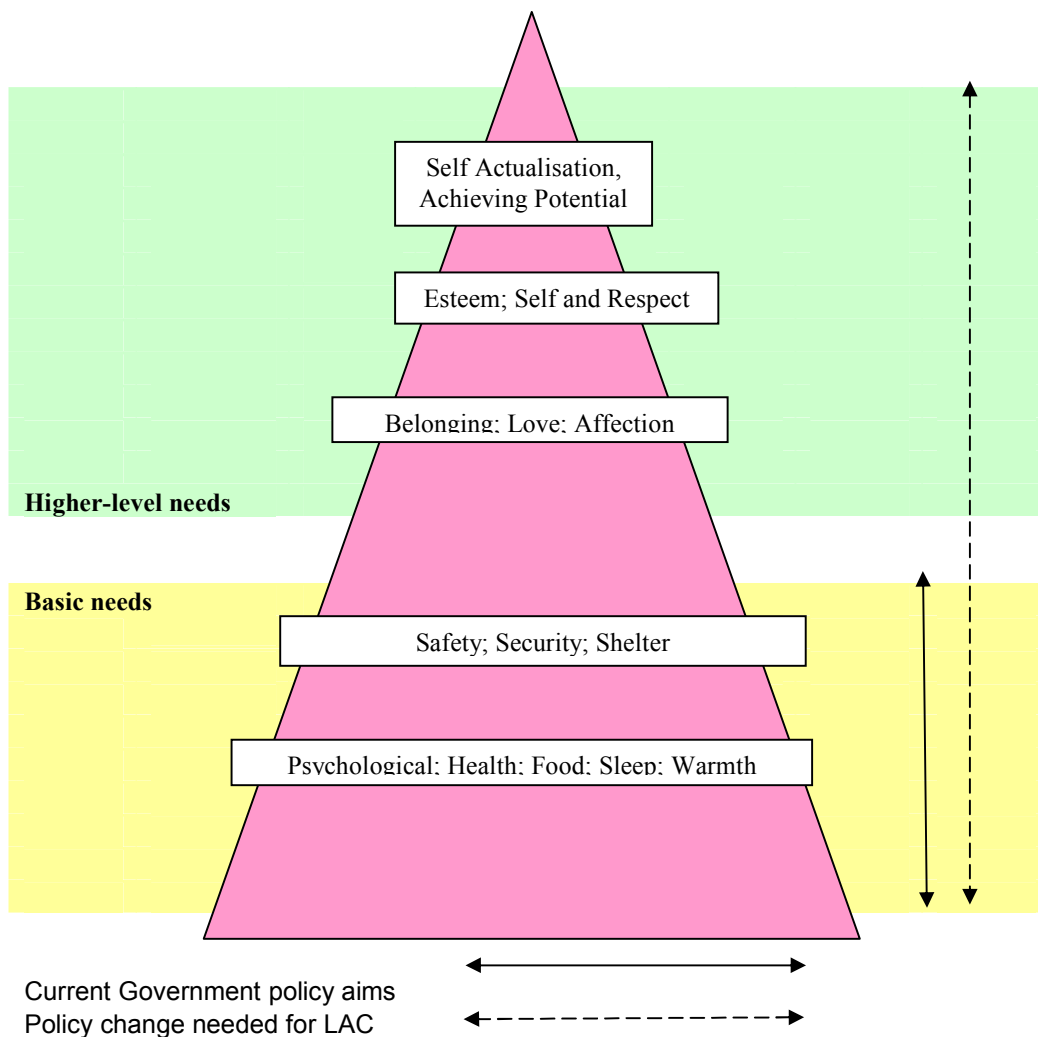 Self Actualisation,
Achieving Potential
Esteem; Self and Respect
Belonging; Love; Affection
Higher-level needs
Basic needs
Safety; Security; Shelter
Psychological; Health; Food; Sleep; Warmth
Current Government policy aims
Policy change needed for LAC